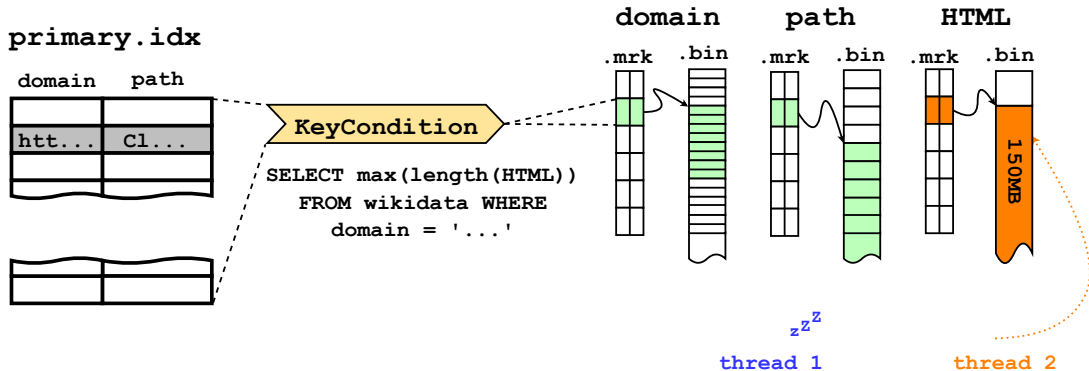 primary.idx
domain path
htt... Cl...
KeyCondition
SELECT max(length(HTML))
FROM wikidata WHERE
domain = '...'
domain path HTML
.mrk .bin .mrk .bin .mrk .bin
150MB
zzz
thread 1
thread 2